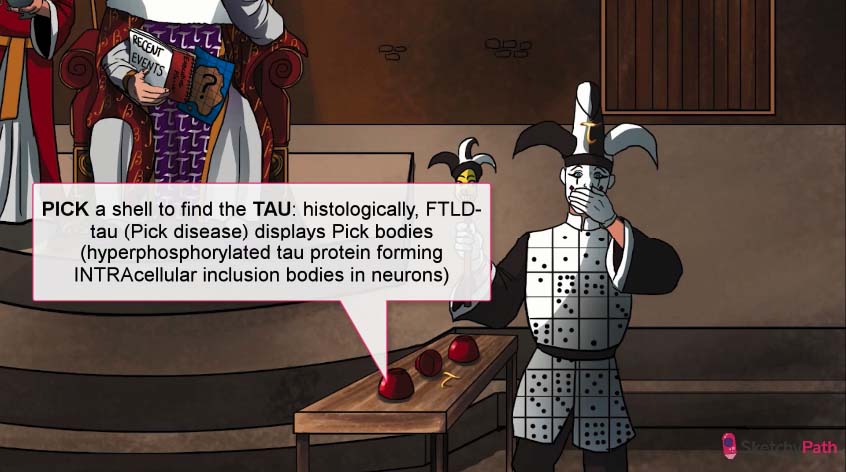 RECENT
EVENTS
?
PICK a shell to find the TAU: histologically, FTLD-
tau (Pick disease) displays Pick bodies
(hyperphosphorylated tau protein forming
INTRAcellular inclusion bodies in neurons)
τ
τ
SketchyPath